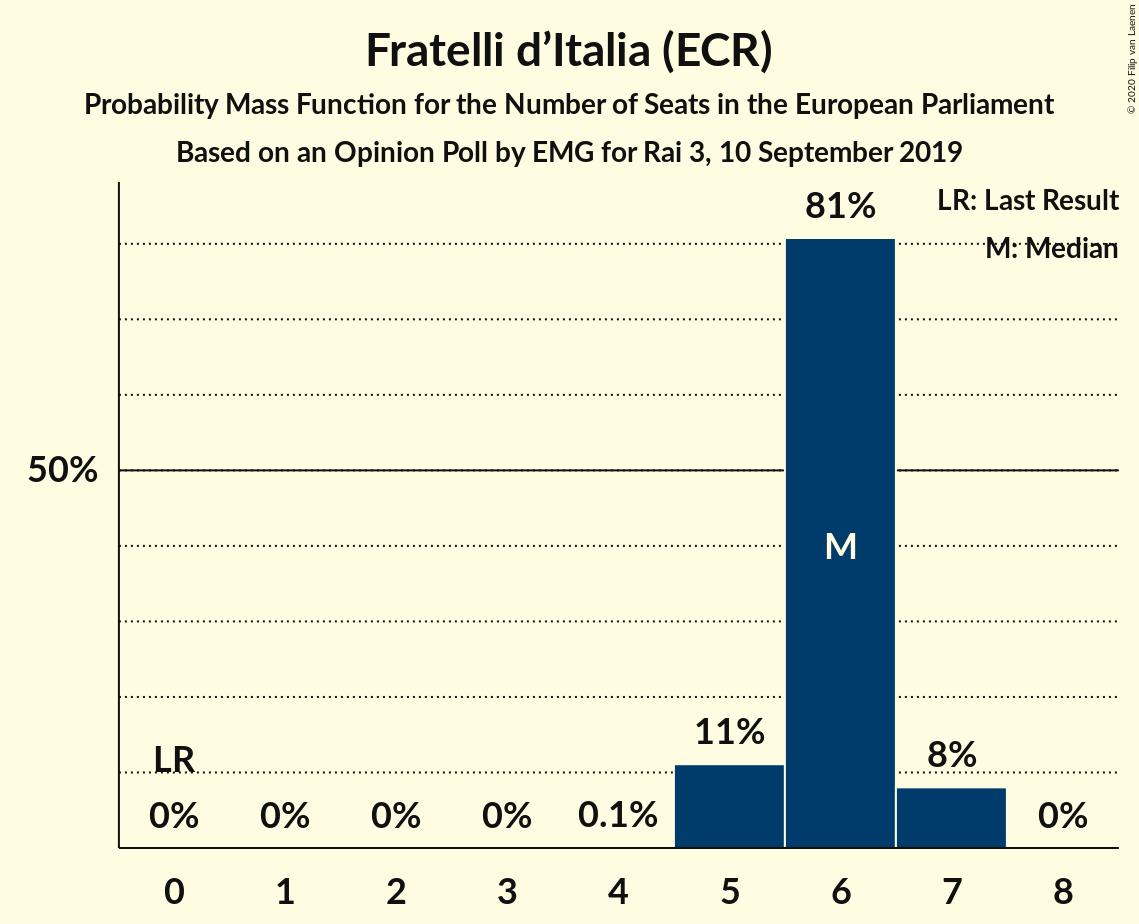 Fratelli d’Italia (ECR)
Probability Mass Function for the Number of Seats in the European Parliament
Based on an Opinion Poll by EMG for Rai 3, 10 September 2019
© 2020 Filip van Laenen
LR: Last Result
M: Median
81%
50%
M
11%
8%
LR
0% 0% 0% 0% 0.1% 0%
0 1 2 3 4 5 6 7 8